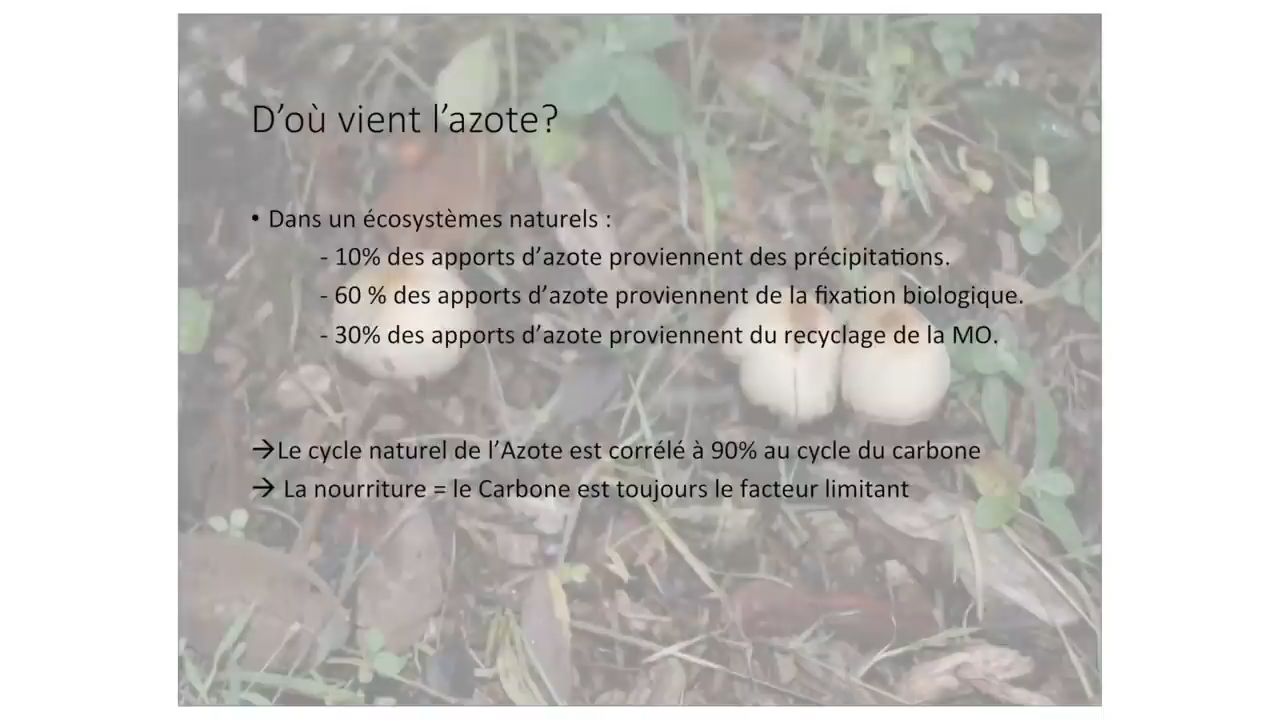 D’où vient l’azote?
• Dans un écosystèmes naturels :
- 10% des apports d’azote proviennent des précipitations.
- 60 % des apports d’azote proviennent de la fixation biologique.
- 30% des apports d’azote proviennent du recyclage de la MO.
→Le cycle naturel de l’Azote est corrélé à 90% au cycle du carbone
→ La nourriture = le Carbone est toujours le facteur limitant